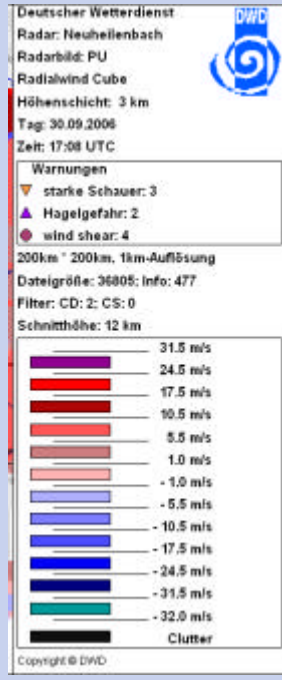 Deutscher Wetterdienst
DWD
Radar: Neuheilenbach
Radarbild: PU
Radialwind Cube
Höhenschicht: 3 km
Tag: 30.09.2006
Zeit: 17:08 UTC
Warnungen
starke Schauer: 3
Hagelgefahr: 2
wind shear: 4
200km * 200km, 1km-Auflösung
Dateigröße: 36805; Info: 477
Filter: CD: 2; CS: 0
Schnitthöhe: 12 km
31.5 m/s
24.5 m/s
17.5 m/s
10.5 m/s
5.5 m/s
1.0 m/s
- 1.0 m/s
- 5.5 m/s
- 10.5 m/s
- 17.5 m/s
- 24.5 m/s
- 31.5 m/s
- 32.0 m/s
Clutter
Copyright © DWD